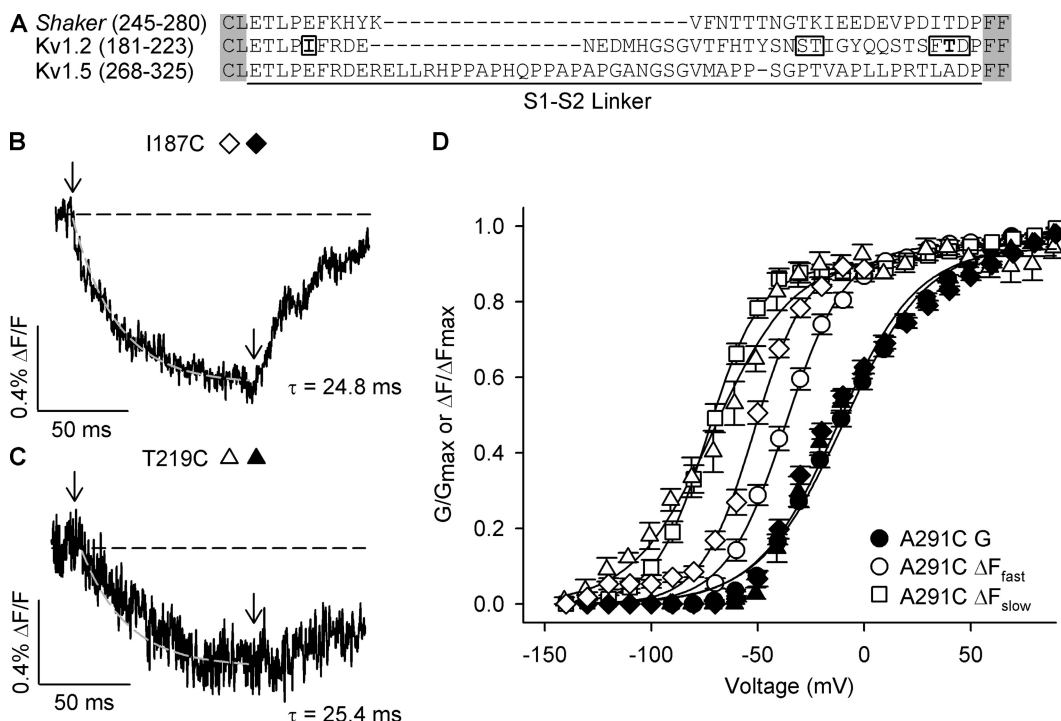 A
Shaker (245-280) CLETLPEFKHYK---------------------VFNTTTNGTKIEEDEVPDITDPFF
Kv1.2 (181-223) CLETLPIFRDE--------------NEDMHGSGVTFHTYSNSTIGYQQSTSFTDPFF
Kv1.5 (268-325) CLETLPEFRDERELLRHPPAPHQPPAPAPGANGSGVMAPP-SGPTVAPLLPRTLADPFF
S1-S2 Linker
B
I187C
0.4% ΔF/F
50 ms
τ = 24.8 ms
C
T219C
0.4% ΔF/F
50 ms
τ = 25.4 ms
D
G/Gmax or ΔF/ΔFmax
1.0
0.8
0.6
0.4
0.2
0.0
A291C G
A291C ΔFfast
A291C ΔFslow
-150 -100 -50 0 50
Voltage (mV)